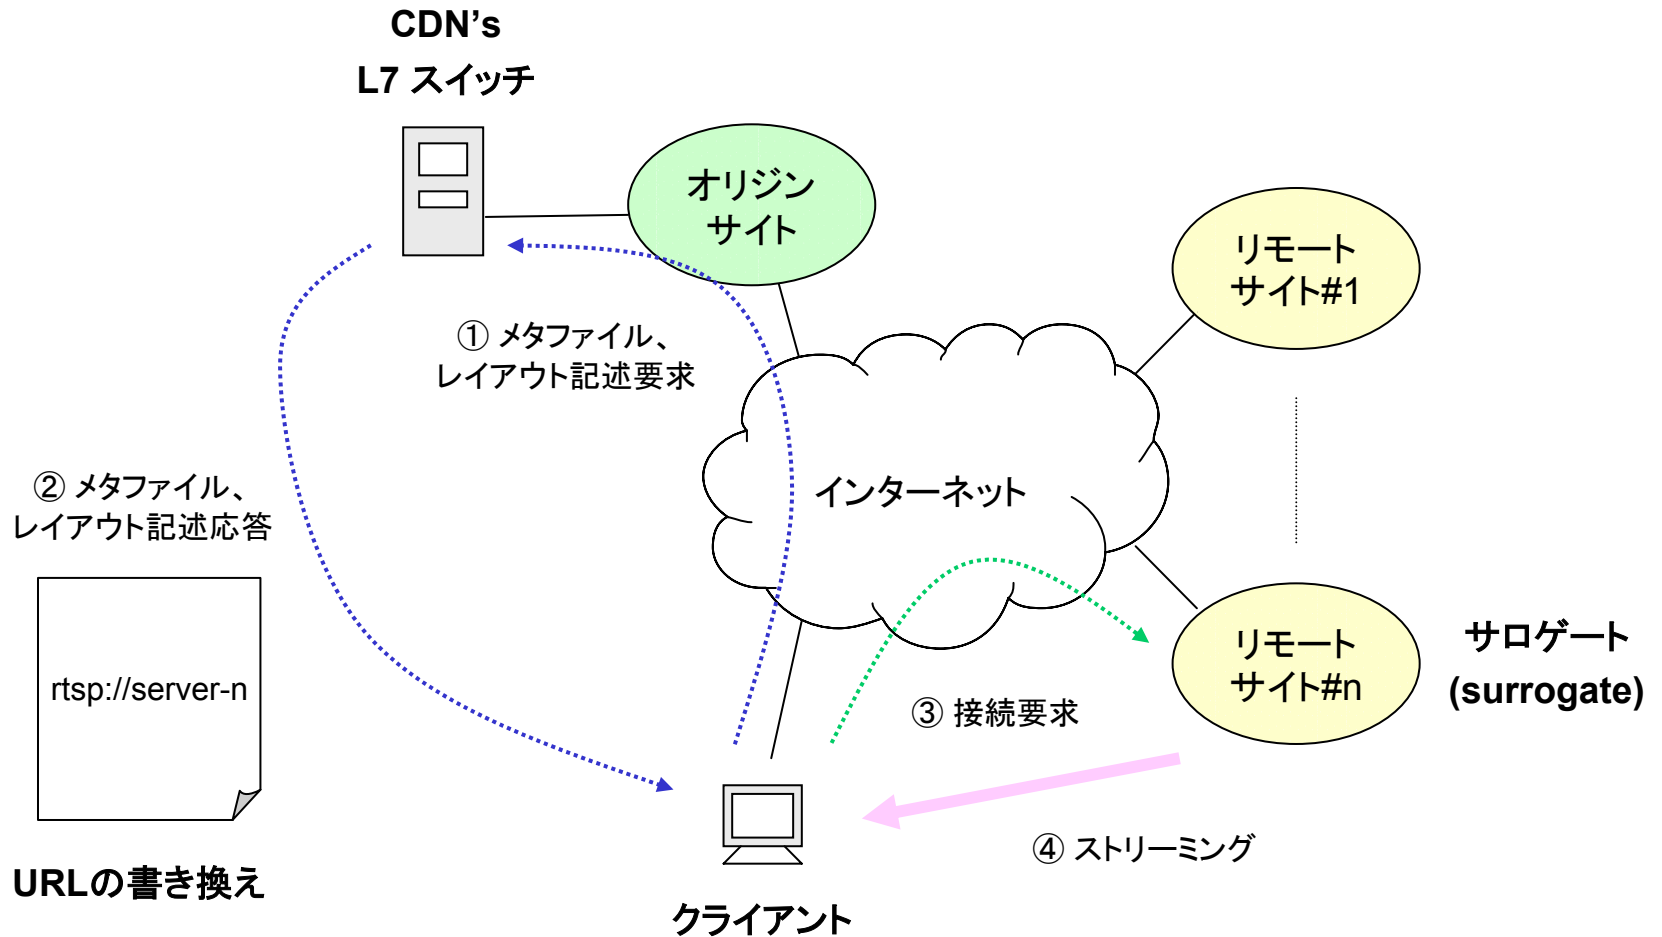 CDN’s
L7 スイッチ
オリジン
サイト
リモート
サイト#1
① メタファイル、
レイアウト記述要求
② メタファイル、
レイアウト記述応答
インターネット
rtsp://server-n
リモート
サイト#n
サロゲート
(surrogate)
③ 接続要求
④ ストリーミング
URLの書き換え
クライアント